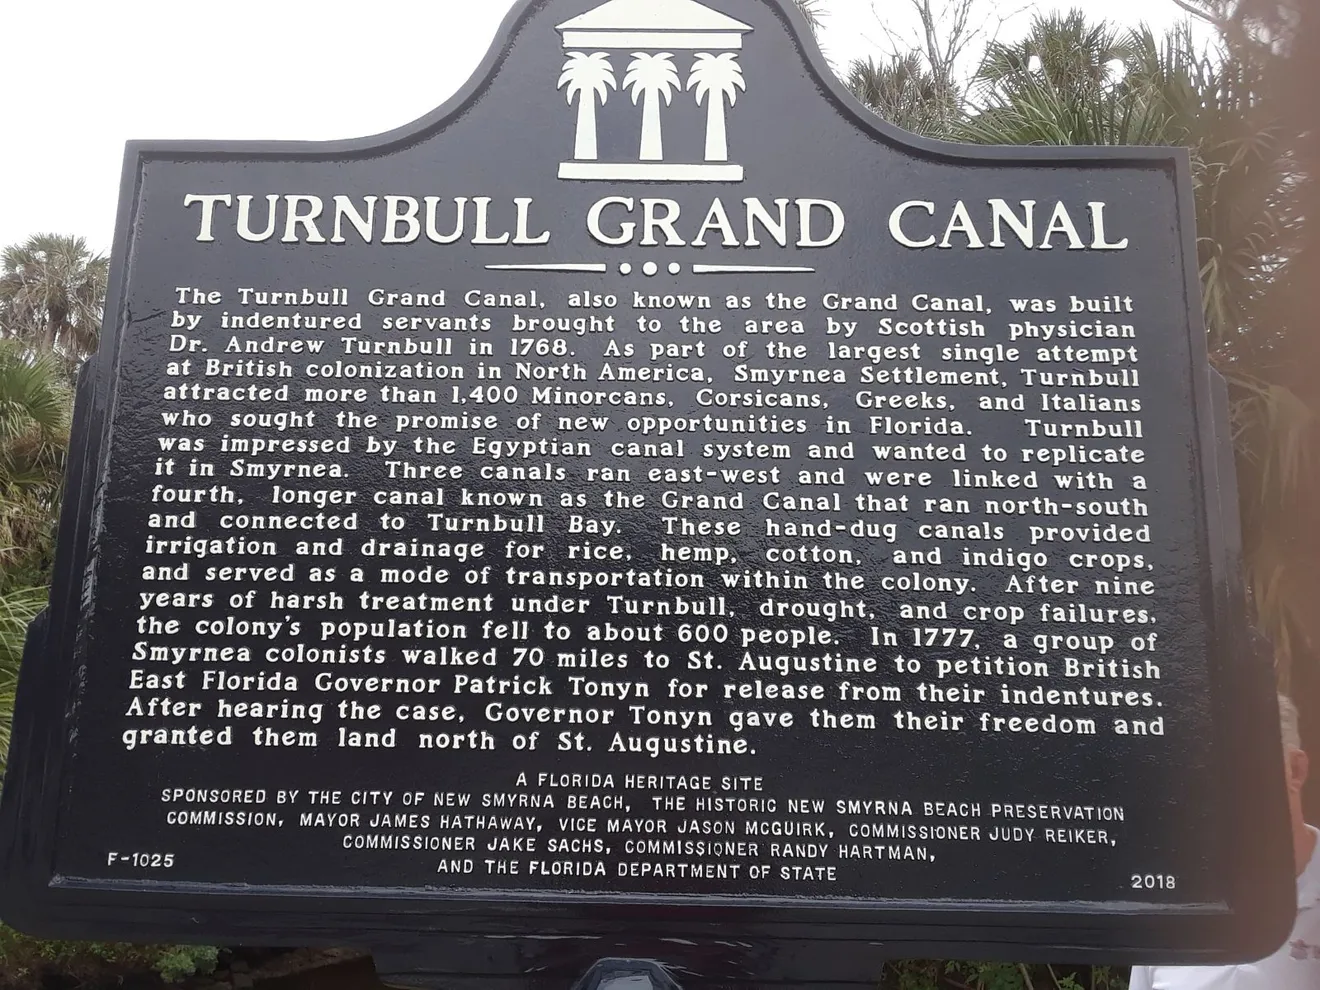 TURNBULL GRAND CANAL
The Turnbull Grand Canal, also known as the Grand Canal, was built
by indentured servants brought to the area by Scottish physician
Dr. Andrew Turnbull in 1768. As part of the largest single attempt
at British colonization in North America, Smyrnea Settlement, Turnbull
attracted more than 1,400 Minorcans, Corsicans, Greeks, and Italians
who sought the promise of new opportunities in Florida. Turnbull
was impressed by the Egyptian canal system and wanted to replicate
it in Smyrnea. Three canals ran east-west and were linked with a
fourth, longer canal known as the Grand Canal that ran north-south
and connected to Turnbull Bay. These hand-dug canals provided
irrigation and drainage for rice, hemp, cotton, and indigo crops,
and served as a mode of transportation within the colony. After nine
years of harsh treatment under Turnbull, drought, and crop failures,
the colony's population fell to about 600 people. In 1777, a group of
Smyrnea colonists walked 70 miles to St. Augustine to petition British
East Florida Governor Patrick Tonyn for release from their indentures.
After hearing the case, Governor Tonyn gave them their freedom and
granted them land north of St. Augustine.
A FLORIDA HERITAGE SITE
SPONSORED BY THE CITY OF NEW SMYRNA BEACH, THE HISTORIC NEW SMYRNA BEACH PRESERVATION
COMMISSION, MAYOR JAMES HATHAWAY, VICE MAYOR JASON MCGUIRK, COMMISSIONER JUDY REIKER,
COMMISSIONER JAKE SACHS, COMMISSIONER RANDY HARTMAN,
AND THE FLORIDA DEPARTMENT OF STATE
F-1025
2018